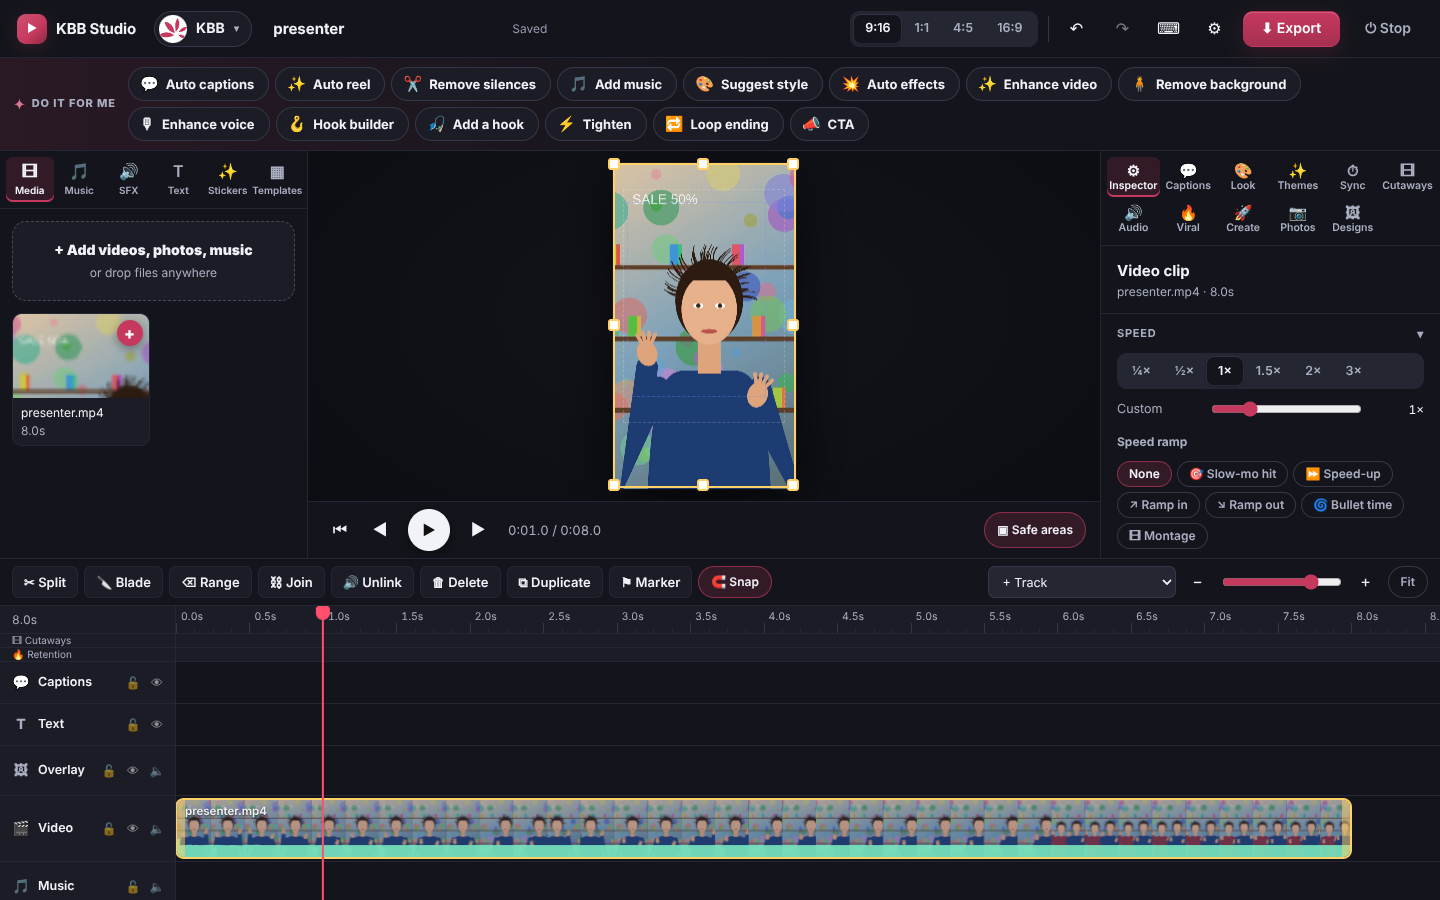 KBB Studio
KBB
presenter
Saved
9:16 1:1 4:5 16:9
Export
Stop
DO IT FOR ME
Auto captions
Auto reel
Remove silences
Add music
Suggest style
Auto effects
Enhance video
Remove background
Enhance voice
Hook builder
Add a hook
Tighten
Loop ending
CTA
Media
Music
SFX
Text
Stickers
Templates
+ Add videos, photos, music
or drop files anywhere
presenter.mp4
8.0s
SALE 50%
0:01.0 / 0:08.0
Safe areas
Inspector
Captions
Look
Themes
Sync
Cutaways
Audio
Viral
Create
Photos
Designs
Video clip
presenter.mp4 · 8.0s
SPEED
¼× ½× 1× 1.5× 2× 3×
Custom 1×
Speed ramp
None
Slow-mo hit
Speed-up
Ramp in
Ramp out
Bullet time
Montage
Split
Blade
Range
Join
Unlink
Delete
Duplicate
Marker
Snap
+ Track
Fit
8.0s
0.0s 0.5s 1.0s 1.5s 2.0s 2.5s 3.0s 3.5s 4.0s 4.5s 5.0s 5.5s 6.0s 6.5s 7.0s 7.5s 8.0s 8.
Cutaways
Retention
Captions
Text
Overlay
Video
presenter.mp4
Music